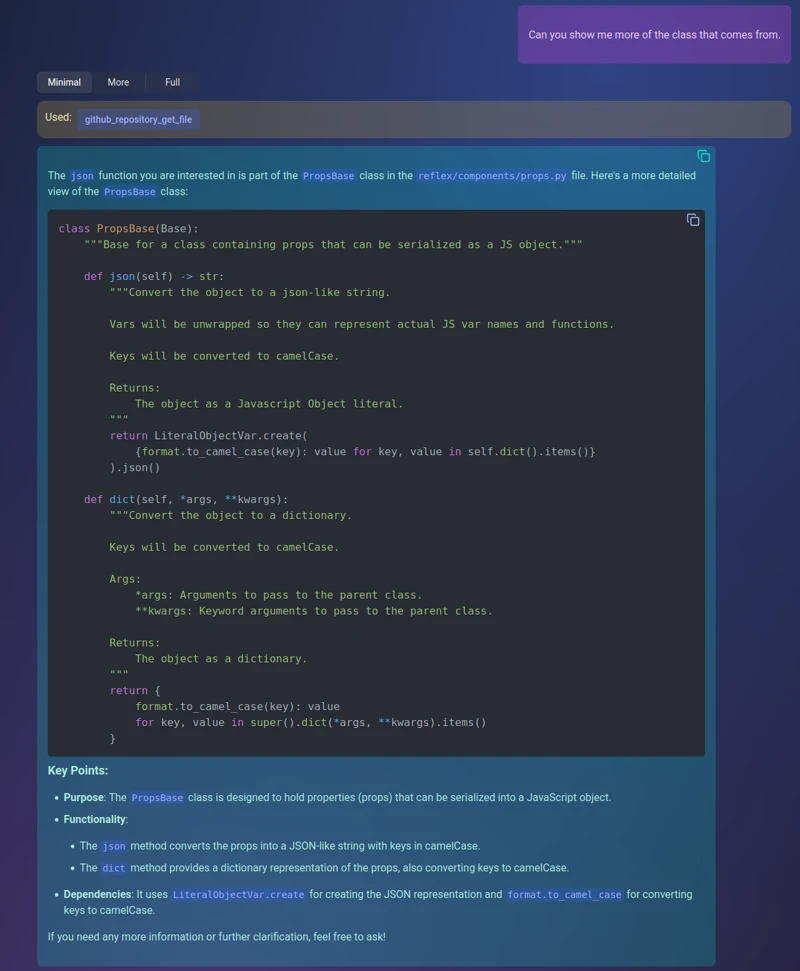 Can you show me more of the class that comes from.
Minimal More Full
Used: github_repository_get_file
The json function you are interested in is part of the PropsBase class in the reflex/components/props.py file. Here's a more detailed
view of the PropsBase class:
class PropsBase(Base):
    """Base for a class containing props that can be serialized as a JS object."""
    def json(self) -> str:
        """Convert the object to a json-like string.
        Vars will be unwrapped so they can represent actual JS var names and functions.
        Keys will be converted to camelCase.
        Returns:
            The object as a Javascript Object literal.
        """
        return LiteralObjectVar.create(
            {format.to_camel_case(key): value for key, value in self.dict().items()}
        ).json()
    def dict(self, *args, **kwargs):
        """Convert the object to a dictionary.
        Keys will be converted to camelCase.
        Args:
            *args: Arguments to pass to the parent class.
            **kwargs: Keyword arguments to pass to the parent class.
        Returns:
            The object as a dictionary.
        """
        return {
            format.to_camel_case(key): value
            for key, value in super().dict(*args, **kwargs).items()
        }
Key Points:
• Purpose: The PropsBase class is designed to hold properties (props) that can be serialized into a JavaScript object.
• Functionality:
• The json method converts the props into a JSON-like string with keys in camelCase.
• The dict method provides a dictionary representation of the props, also converting keys to camelCase.
• Dependencies: It uses LiteralObjectVar.create for creating the JSON representation and format.to_camel_case for converting
keys to camelCase.
If you need any more information or further clarification, feel free to ask!